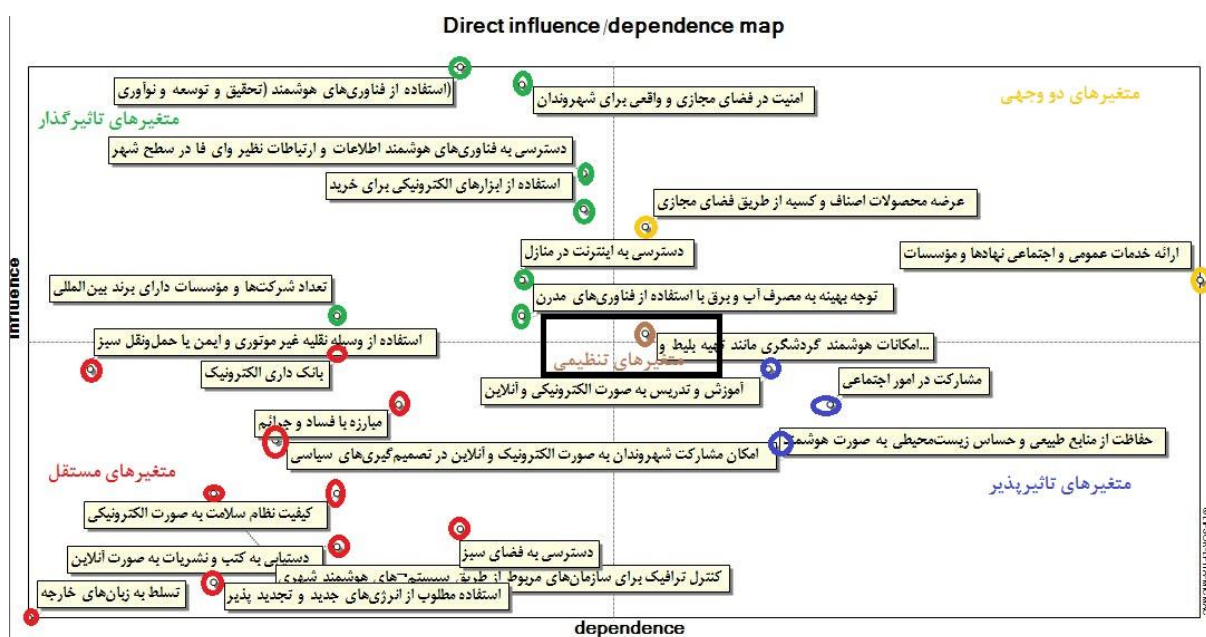 Direct influence/dependence map
(استفاده از فناوری‌های هوشمند (تحقیق و توسعه و نوآوری
امنیت در فضای مجازی و واقعی برای شهروندان
متغیرهای دو وجهی
متغیرهای تاثیرگذار
دسترسی به فناوری‌های هوشمند اطلاعات و ارتباطات نظیر وای فا در سطح شهر
استفاده از ابزارهای الکترونیکی برای خرید
عرضه محصولات اصناف و کسبه از طریق فضای مجازی
دسترسی به اینترنت در منازل
ارائه خدمات عمومی و اجتماعی نهادها و مؤسسات
تعداد شرکت‌ها و مؤسسات دارای برند بین‌المللی
توجه بهینه به مصرف آب و برق با استفاده از فناوری‌های مدرن
influence
استفاده از وسیله نقلیه غیر موتوری و ایمن یا حمل‌ونقل سبز
...امکانات هوشمند گردشگری مانند تهیه بلیط و
متغیرهای تنظیمی
بانک داری الکترونیک
آموزش و تدریس به صورت الکترونیکی و آنلاین
مشارکت در امور اجتماعی
مبارزه با فساد و جرائم
حفاظت از منابع طبیعی و حساس زیست‌محیطی به صورت هوشمند
امکان مشارکت شهروندان به صورت الکترونیک و آنلاین در تصمیم‌گیری‌های سیاسی
متغیرهای مستقل
متغیرهای تاثیرپذیر
کیفیت نظام سلامت به صورت الکترونیکی
دستیابی به کتب و نشریات به صورت آنلاین
دسترسی به فضای سبز
کنترل ترافیک برای سازمان‌های مربوط از طریق سیستم¬های هوشمند شهری
استفاده مطلوب از انرژی‌های جدید و تجدید پذیر
تسلط به زبان‌های خارجه
dependence